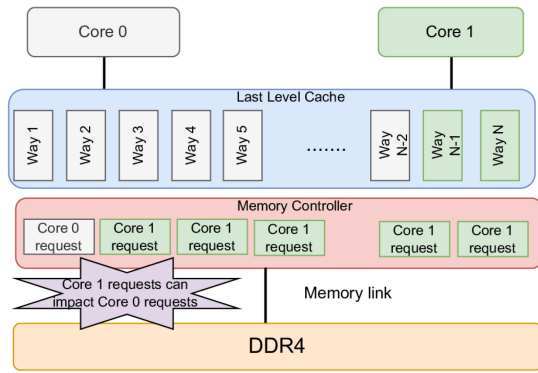 Core 0
Core 1
Last Level Cache
Way 1
Way 2
Way 3
Way 4
Way 5
.......
Way
N-2
Way
N-1
Way N
Memory Controller
Core 0
request
Core 1
request
Core 1
request
Core 1
request
Core 1
request
Core 1
request
Core 1 requests can
impact Core 0 requests
Memory link
DDR4